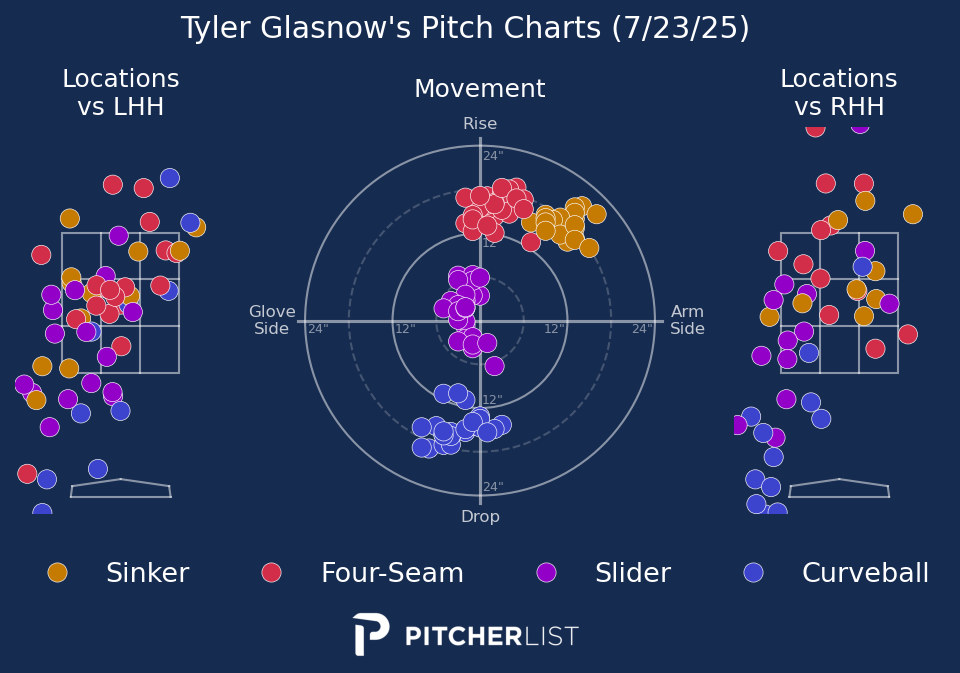 Tyler Glasnow's Pitch Charts (7/23/25)
Locations
vs LHH
Movement
Locations
vs RHH
Rise
24"
12"
Glove
Side
24"
12"
12"
24"
Arm
Side
12"
24"
Drop
Sinker
Four-Seam
Slider
Curveball
PITCHERLIST